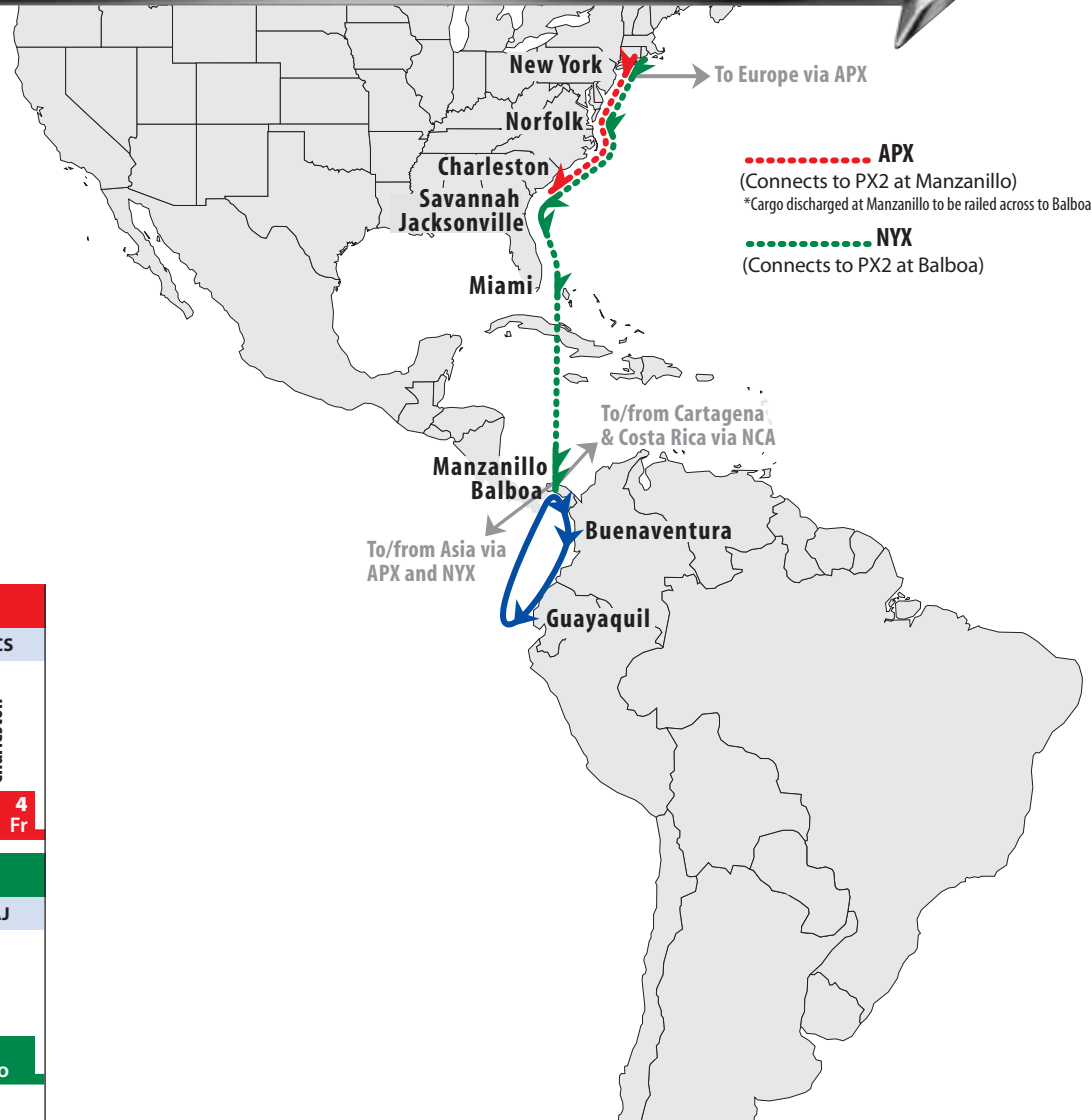 New York
To Europe via APX
Norfolk
APX
(Connects to PX2 at Manzanillo)
*Cargo discharged at Manzanillo to be railed across to Balboa
Charleston
Savannah
Jacksonville
NYX
(Connects to PX2 at Balboa)
Miami
To/from Cartagena
& Costa Rica via NCA
Manzanillo
Balboa
Buenaventura
To/from Asia via
APX and NYX
Guayaquil
4
Fr